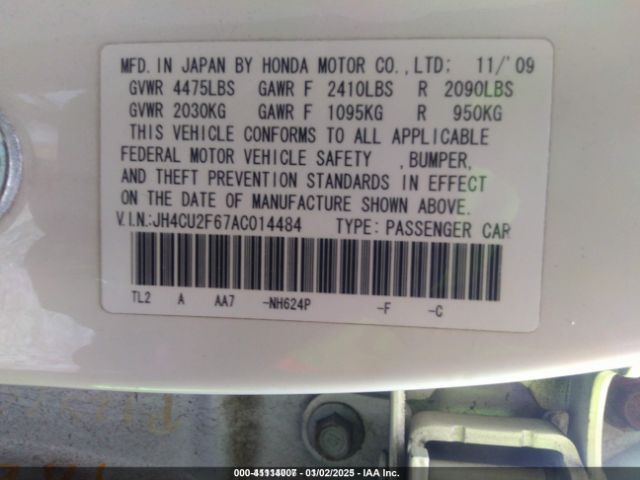 MFD. IN JAPAN BY HONDA MOTOR CO.,LTD: 11/'09
GVWR 4475LBS GAWR F 2410LBS R 2090LBS
GVWR 2030KG GAWR F 1095KG R 950KG
THIS VEHICLE CONFORMS TO ALL APPLICABLE
FEDERAL MOTOR VEHICLE SAFETY ,BUMPER,
AND THEFT PREVENTION STANDARDS IN EFFECT
ON THE DATE OF MANUFACTURE SHOWN ABOVE.
V.I.N.:JH4CU2F67AC014484 TYPE: PASSENGER CAR
TL2 A AA7 -NH624P -F -C
01/02/2025 - IAA Inc.